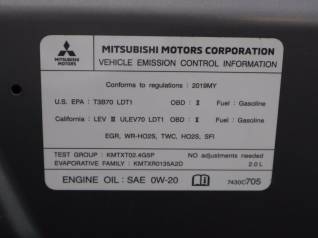 MITSUBISHI MOTORS CORPORATION
MITSUBISHI MOTORS
VEHICLE EMISSION CONTROL INFORMATION
Conforms to regulations : 2019MY
U.S. EPA : T3B70 LDT1 OBD : II Fuel : Gasoline
California : LEV III ULEV70 LDT1 OBD : II Fuel : Gasoline
EGR, WR-HO2S, TWC, HO2S, SFI
TEST GROUP : KMTXT02.4GSP No adjustments needed
EVAPORATIVE FAMILY : KMTXR0135A2D 2.0 L
ENGINE OIL : SAE 0W-20 7430C705